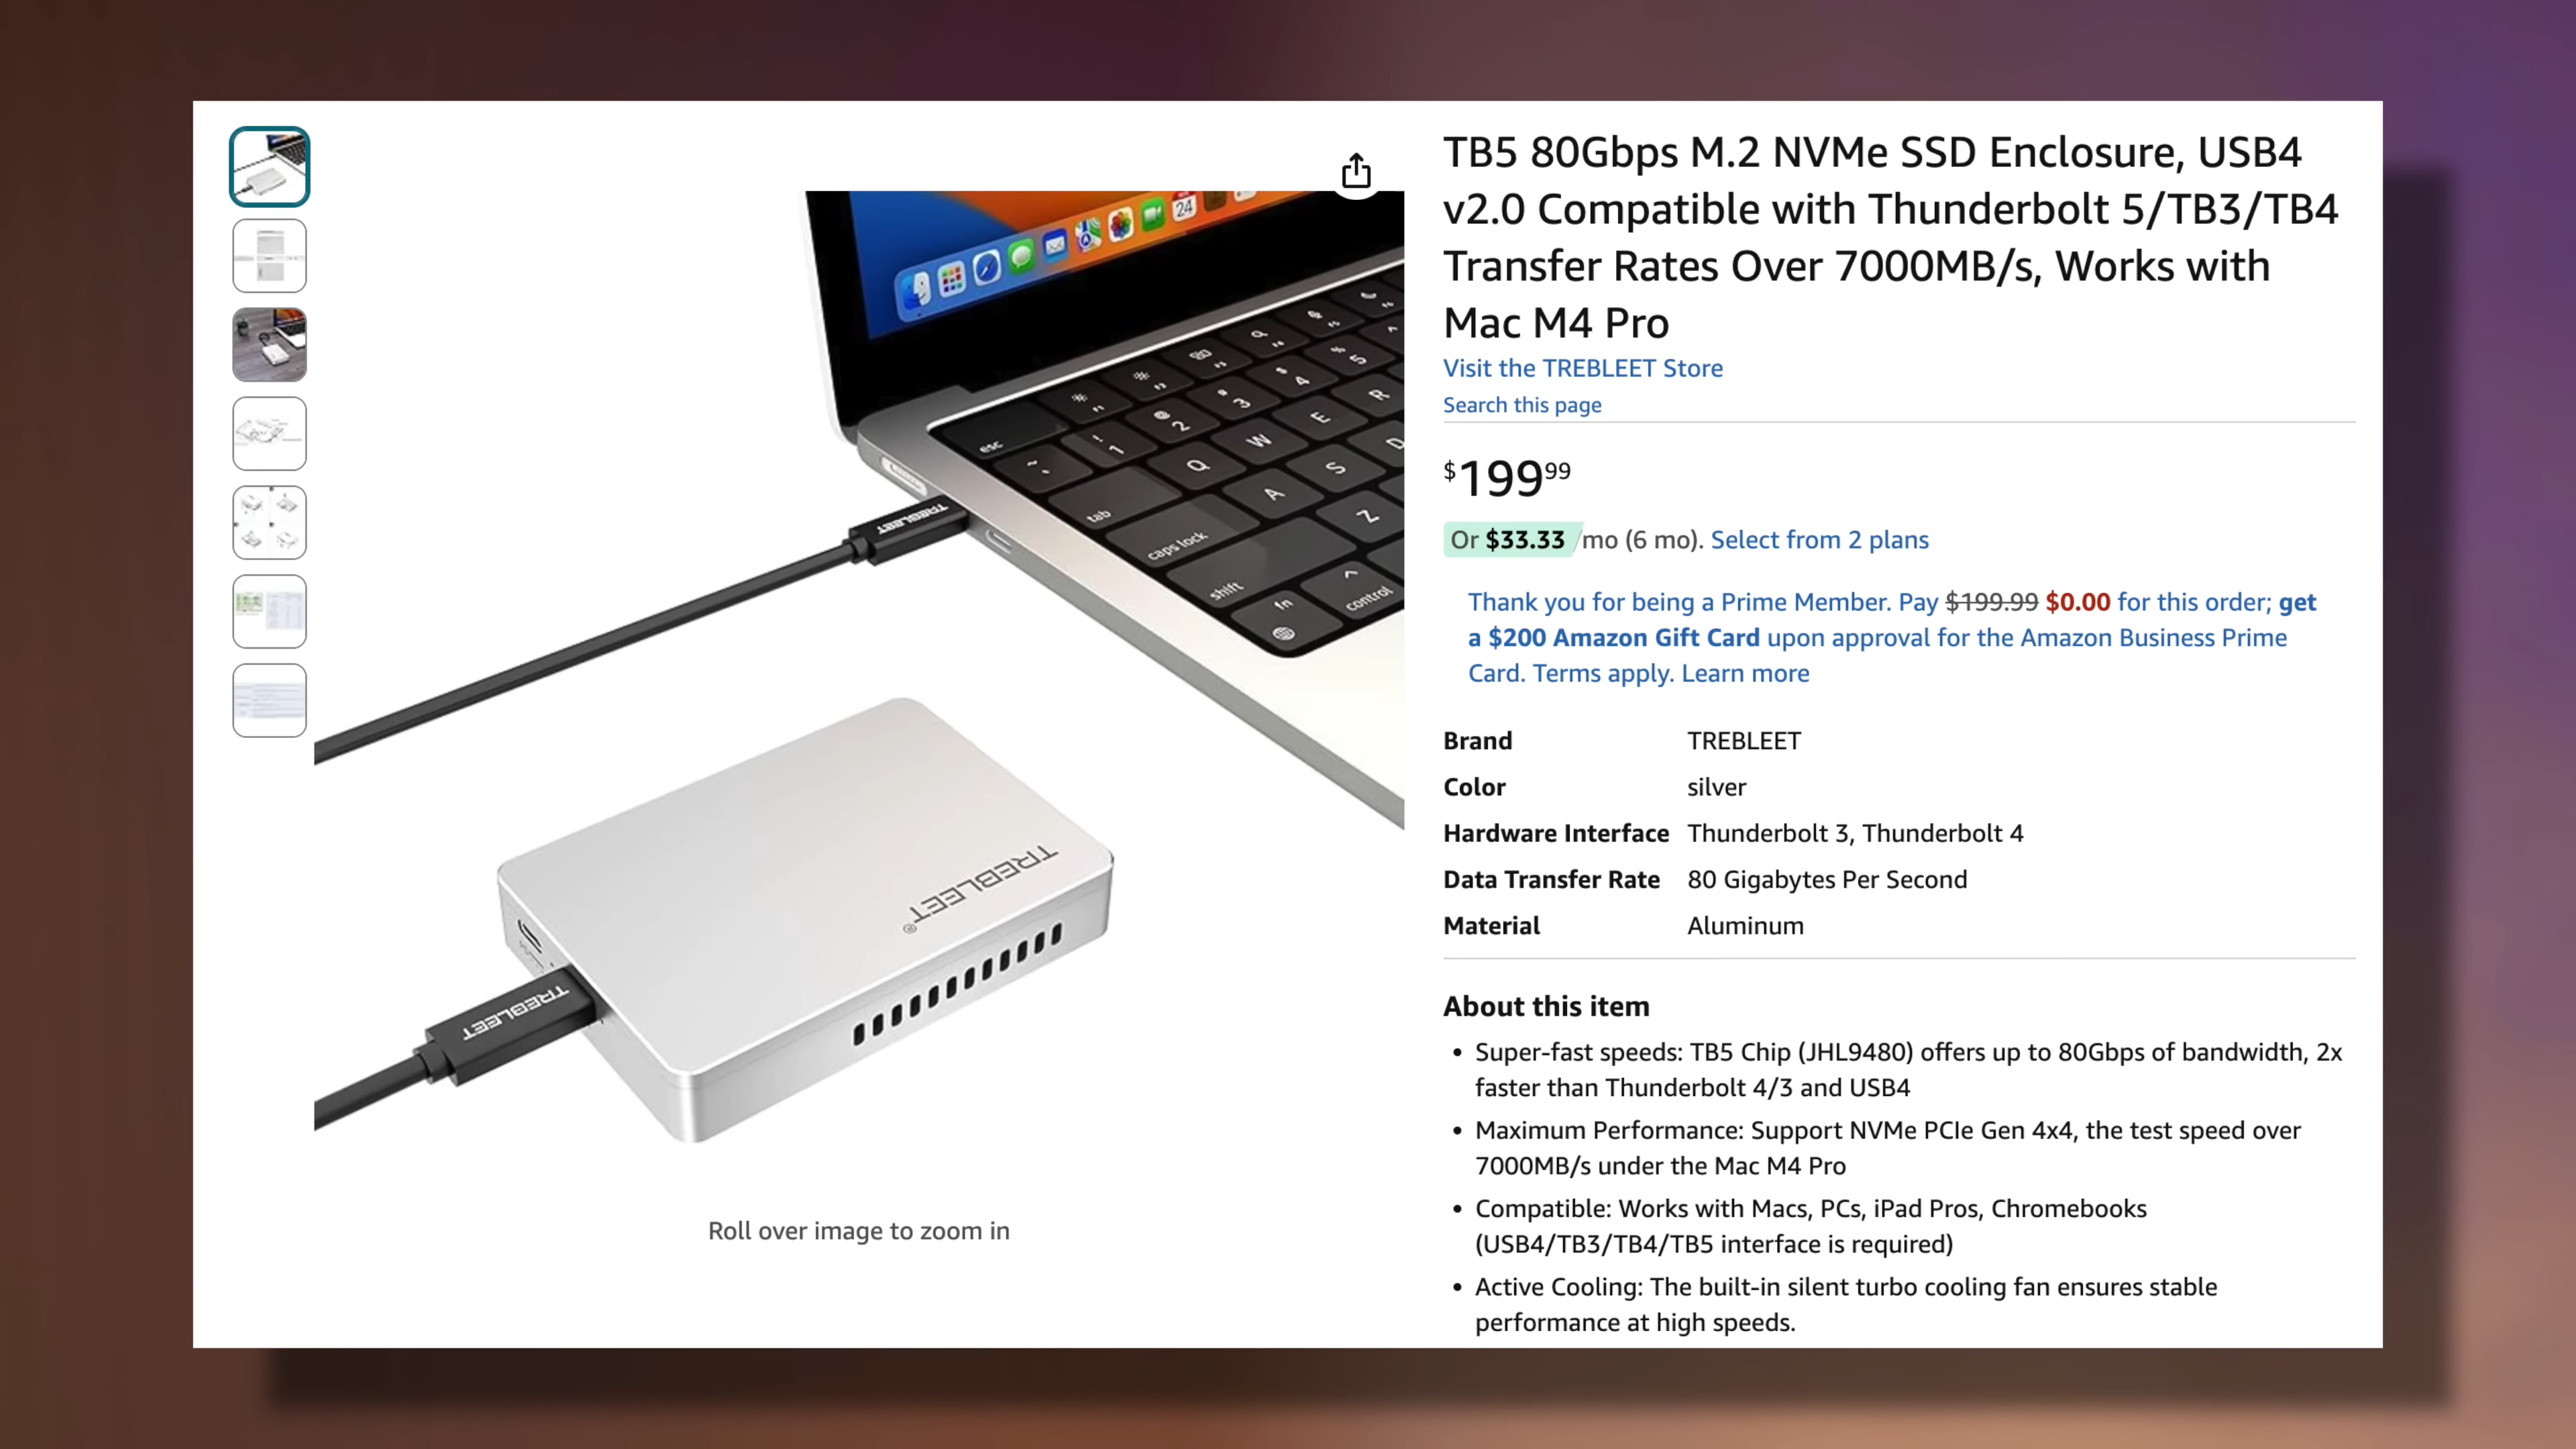 TB5 80Gbps M.2 NVMe SSD Enclosure, USB4
v2.0 Compatible with Thunderbolt 5/TB3/TB4
Transfer Rates Over 7000MB/s, Works with
Mac M4 Pro
Visit the TREBLEET Store
Search this page
$199.99
Or $33.33 /mo (6 mo). Select from 2 plans
Thank you for being a Prime Member. Pay $199.99 $0.00 for this order; get
a $200 Amazon Gift Card upon approval for the Amazon Business Prime
Card. Terms apply. Learn more
Brand TREBLEET
Color silver
Hardware Interface Thunderbolt 3, Thunderbolt 4
Data Transfer Rate 80 Gigabytes Per Second
Material Aluminum
About this item
• Super-fast speeds: TB5 Chip (JHL9480) offers up to 80Gbps of bandwidth, 2x
faster than Thunderbolt 4/3 and USB4
• Maximum Performance: Support NVMe PCIe Gen 4x4, the test speed over
7000MB/s under the Mac M4 Pro
• Compatible: Works with Macs, PCs, iPad Pros, Chromebooks
(USB4/TB3/TB4/TB5 interface is required)
• Active Cooling: The built-in silent turbo cooling fan ensures stable
performance at high speeds.
24
esc
1 2 3 4 5
tab Q W E R
caps lock A S D
shift Z
fn control
TREBLEET
TREBLEET®
TREBLEET
Roll over image to zoom in